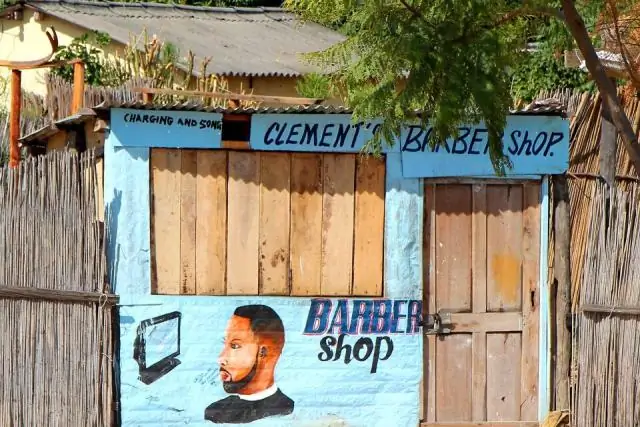 CHARGING AND SONG
CLEMENT'S BARBER SHOP.
BARBER
shop